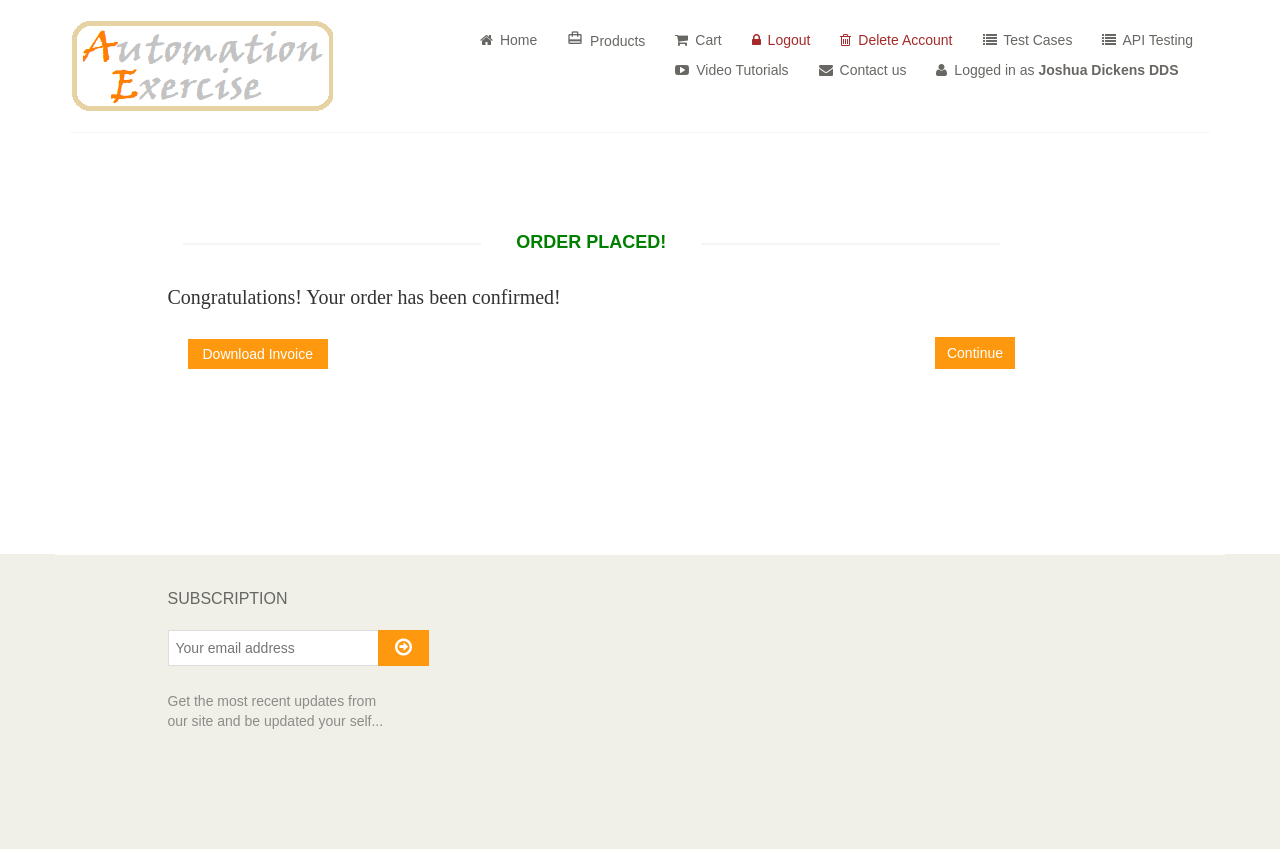 Automation
Exercise
Home
Products
Cart
Logout
Delete Account
Test Cases
API Testing
Video Tutorials
Contact us
Logged in as Joshua Dickens DDS
ORDER PLACED!
Congratulations! Your order has been confirmed!
Download Invoice
Continue
SUBSCRIPTION
Your email address
Get the most recent updates from
our site and be updated your self...